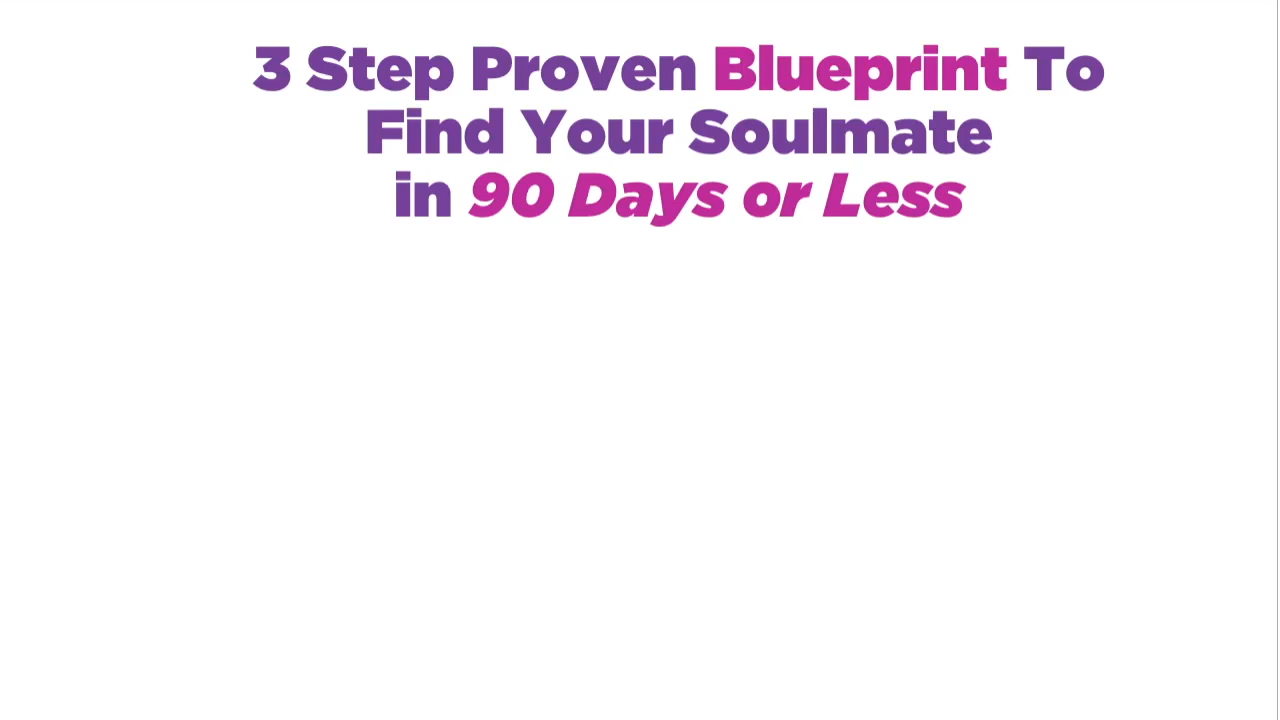 3 Step Proven Blueprint To
Find Your Soulmate
in 90 Days or Less